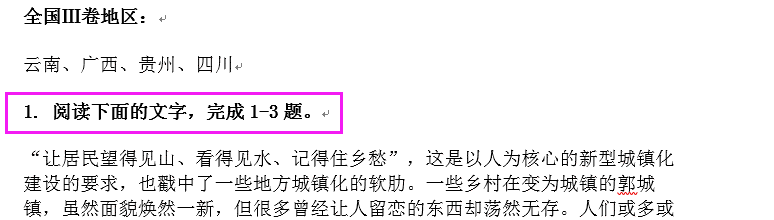 全国Ⅲ卷地区：
云南、广西、贵州、四川
1. 阅读下面的文字，完成1-3题。
“让居民望得见山、看得见水、记得住乡愁”，这是以人为核心的新型城镇化
建设的要求，也戳中了一些地方城镇化的软肋。一些乡村在变为城镇的郭城
镇，虽然面貌焕然一新，但很多曾经让人留恋的东西却荡然无存。人们或多或